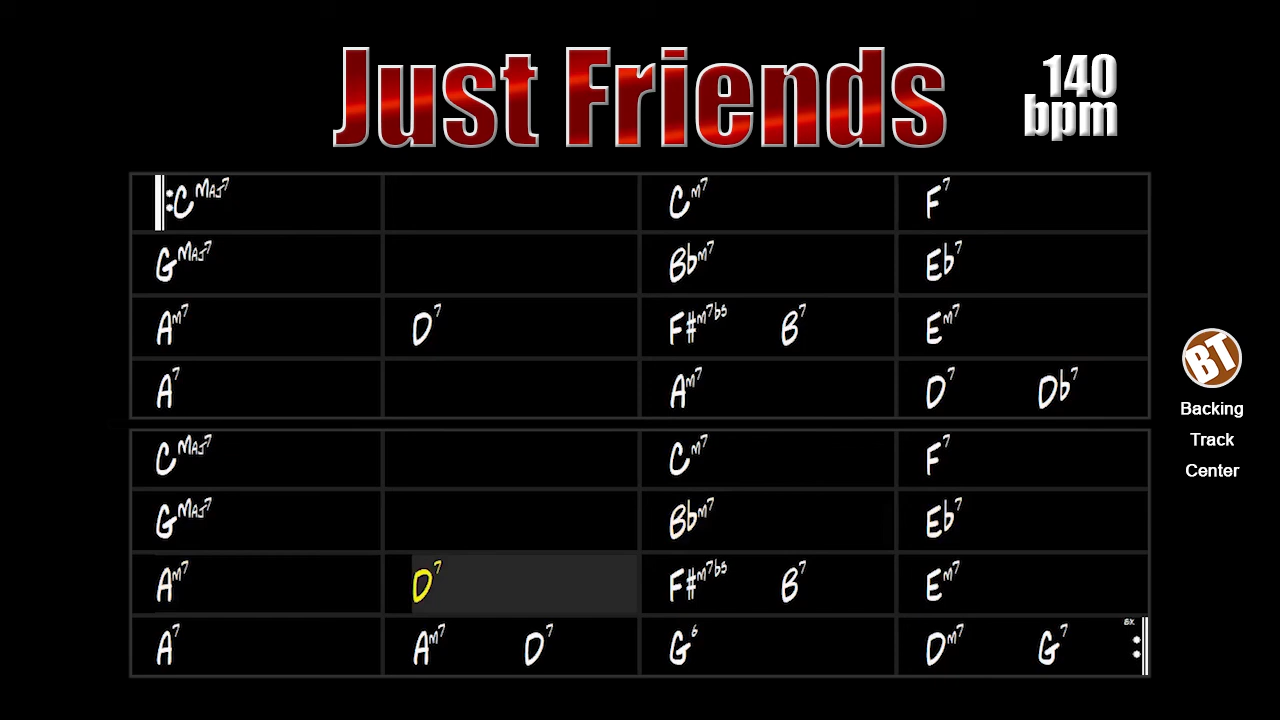 Just Friends
140
bpm
CMaj7 Cm7 F7
GMaj7 Bbm7 Eb7
Am7 D7 F#m7b5 B7 Em7
A7 Am7 D7 Db7
BT
Backing
Track
Center
CMaj7 Cm7 F7
GMaj7 Bbm7 Eb7
Am7 D7 F#m7b5 B7 Em7
A7 Am7 D7 G6 Dm7 G7